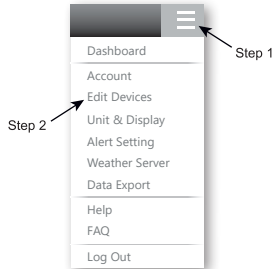 Step 1
Dashboard
Account
Edit Devices
Step 2
Unit & Display
Alert Setting
Weather Server
Data Export
Help
FAQ
Log Out